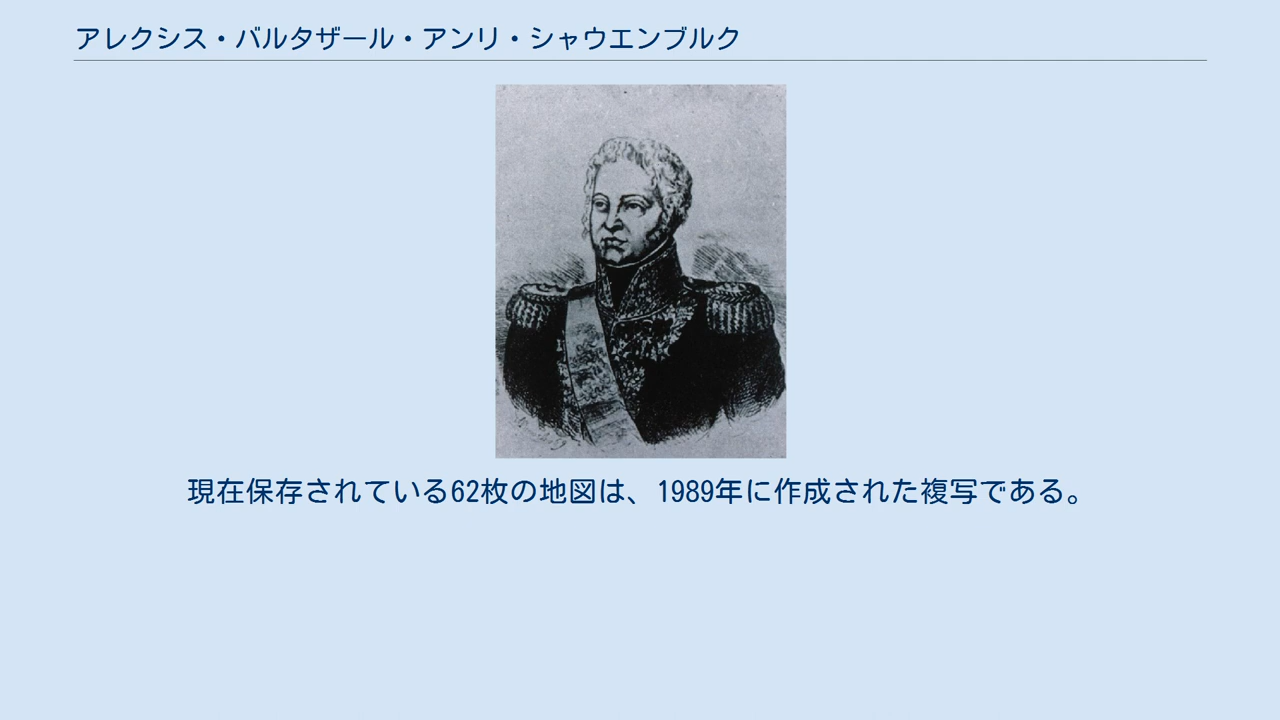 アレクシス・バルタザール・アンリ・シャウエンブルク
現在保存されている62枚の地図は、1989年に作成された複写である。